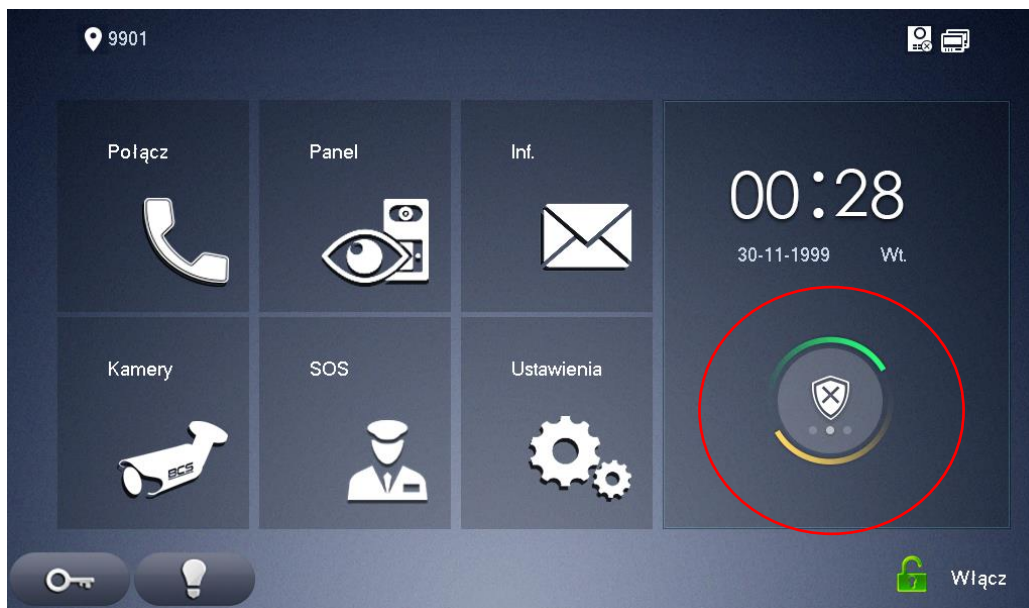 9901
Połącz
Panel
Inf.
00:28
30-11-1999 Wt.
Kamery
SOS
Ustawienia
BCS
Włącz